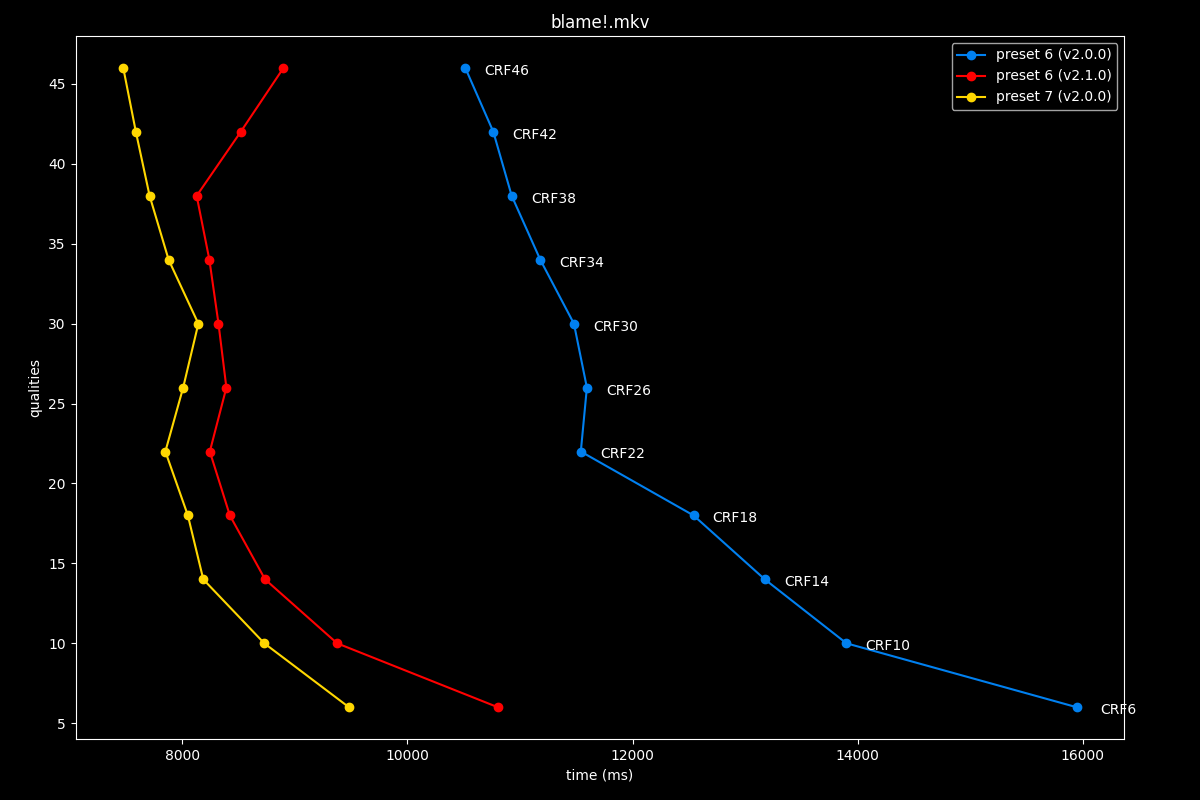 blame!.mkv
preset 6 (v2.0.0)
preset 6 (v2.1.0)
preset 7 (v2.0.0)
CRF46
CRF42
CRF38
CRF34
CRF30
CRF26
CRF22
CRF18
CRF14
CRF10
CRF6
qualities
45
40
35
30
25
20
15
10
5
8000 10000 12000 14000 16000
time (ms)